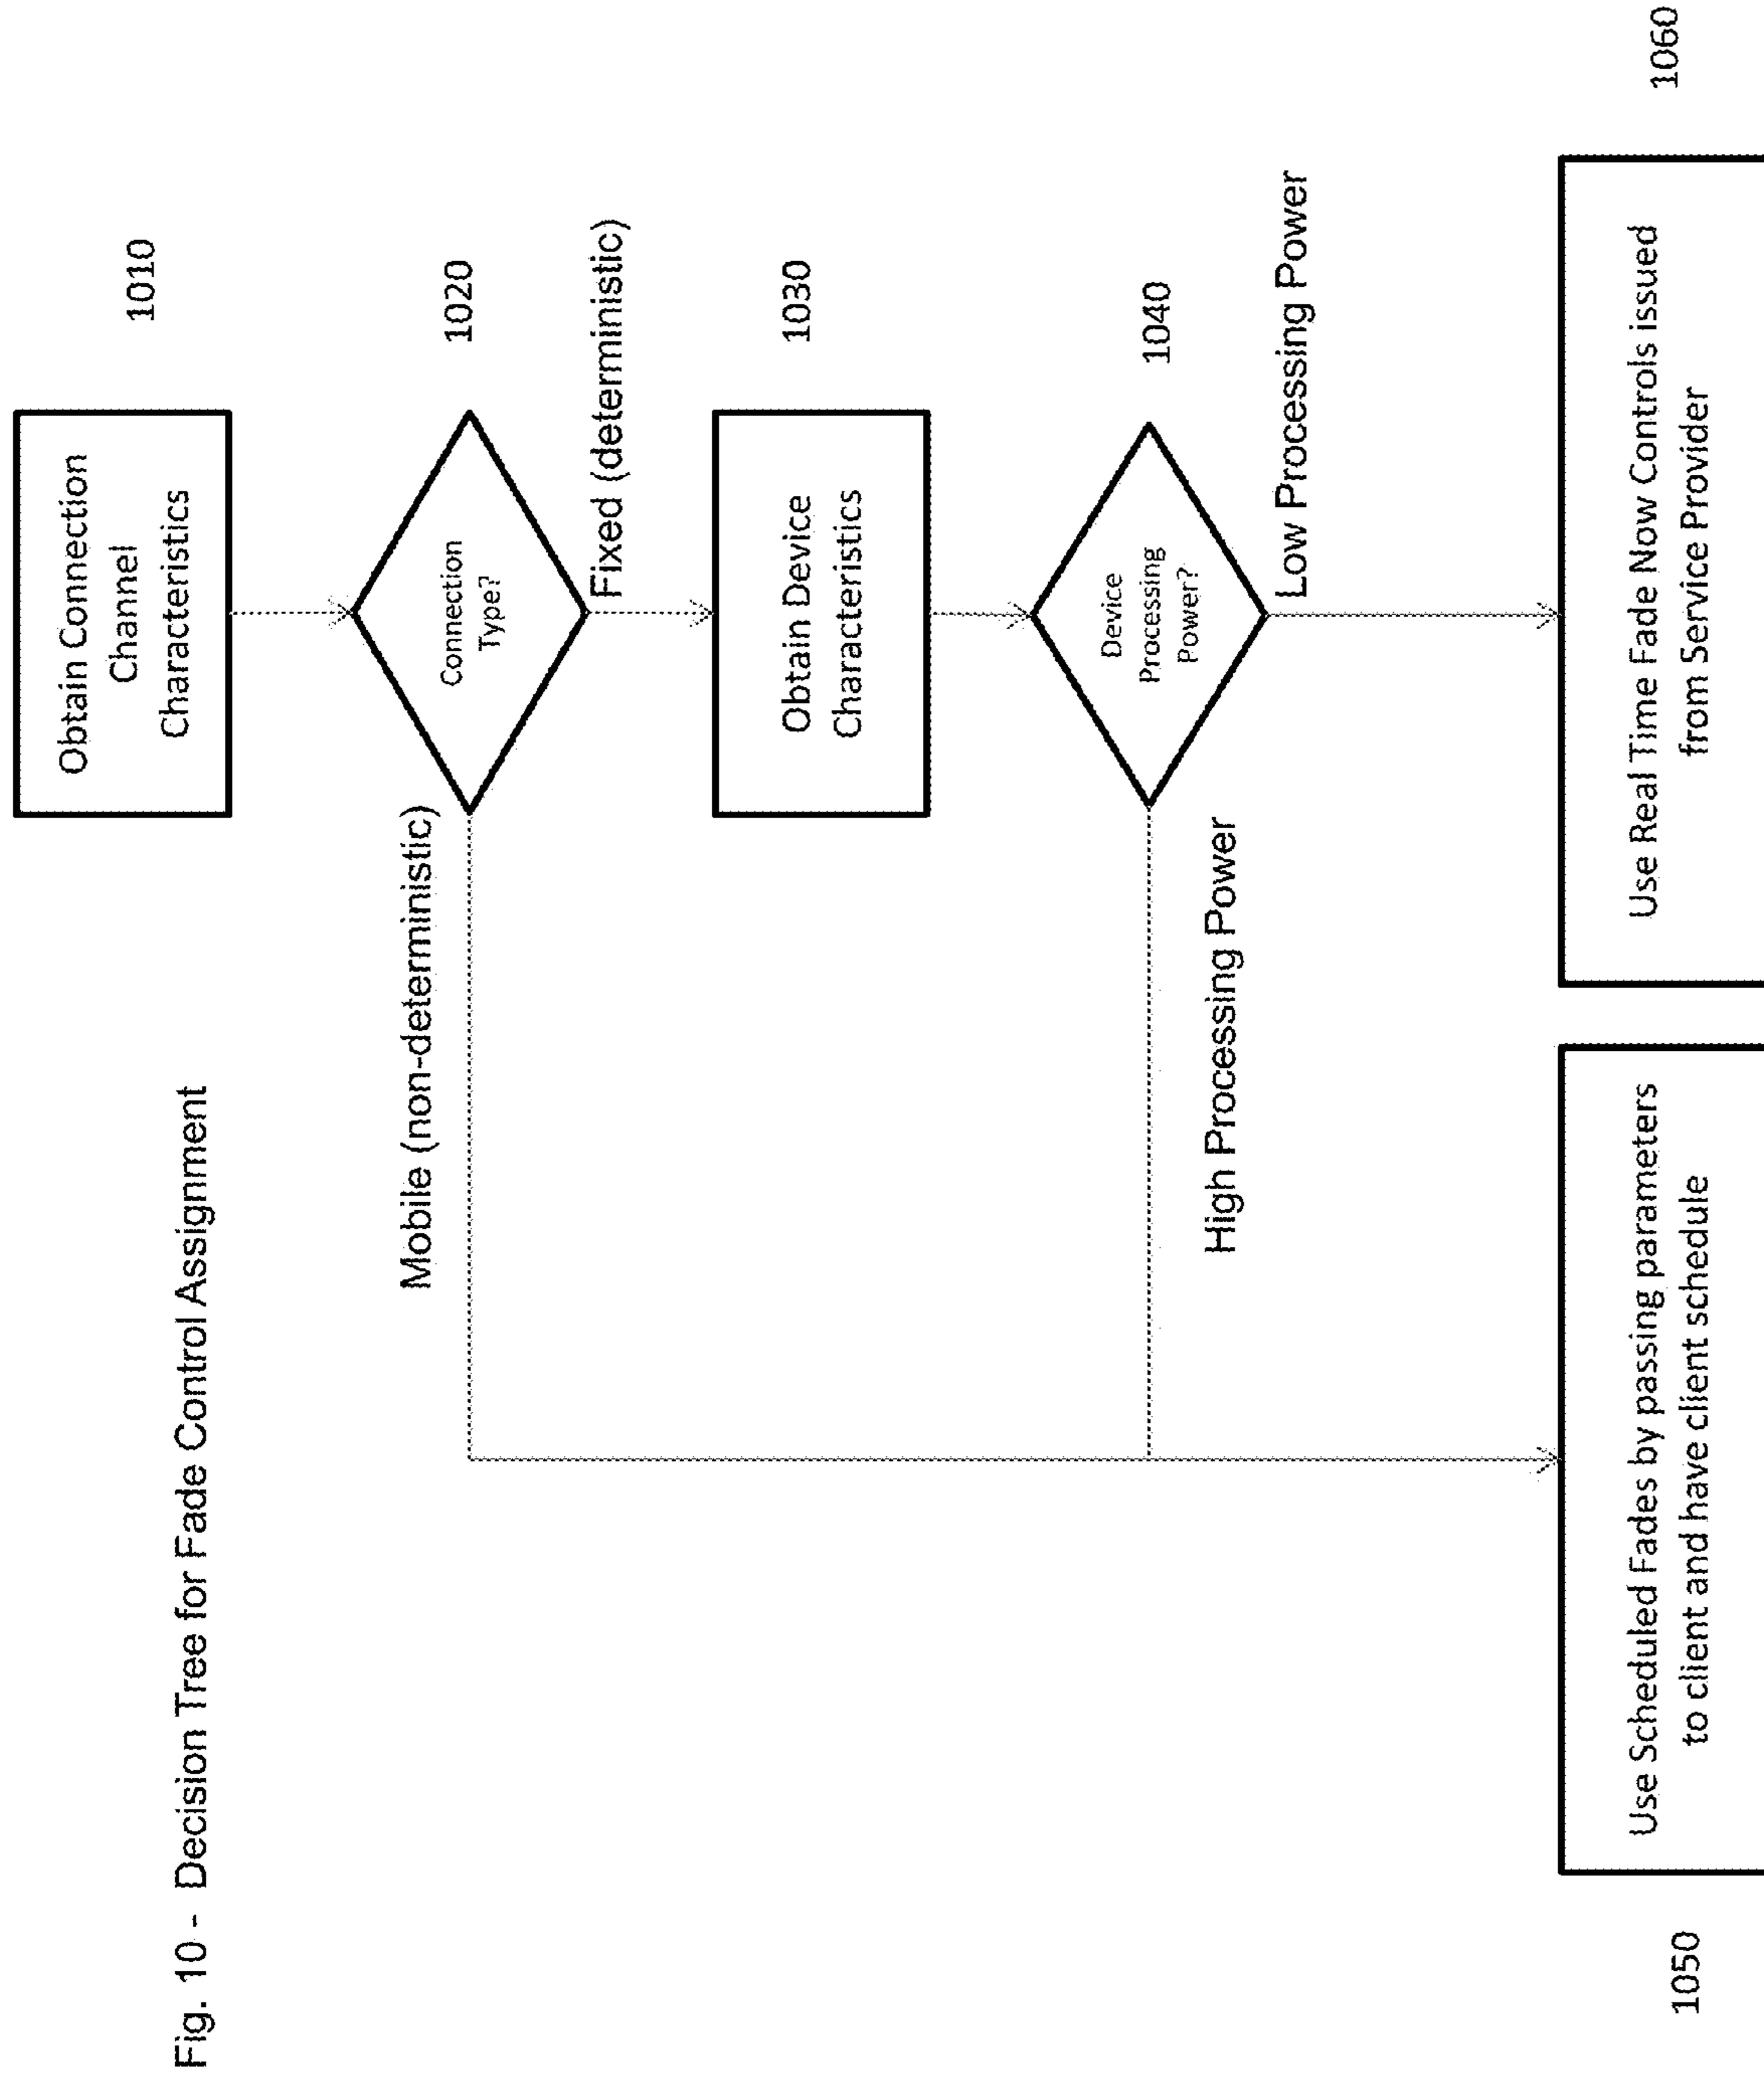 Fig. 10 - Decision Tree for Fade Control Assignment
Obtain Connection
Channel
Characteristics
1010
Connection
Type?
1020
Mobile (non-deterministic)
Fixed (deterministic)
Obtain Device
Characteristics
1030
Device
Processing
Power?
1040
High Processing Power
Low Processing Power
1050
Use Scheduled Fades by passing parameters
to client and have client schedule
Use Real Time Fade Now Controls issued
from Service Provider
1060